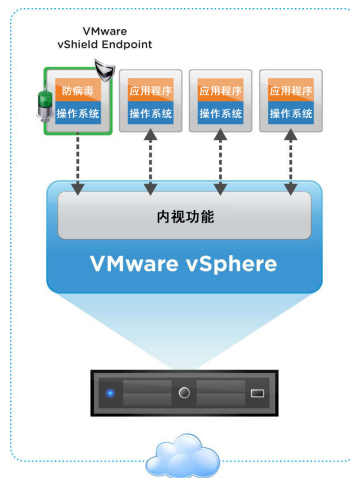 VMware
vShield Endpoint
防病毒 应用程序 应用程序 应用程序
操作系统 操作系统 操作系统 操作系统
内视功能
VMware vSphere